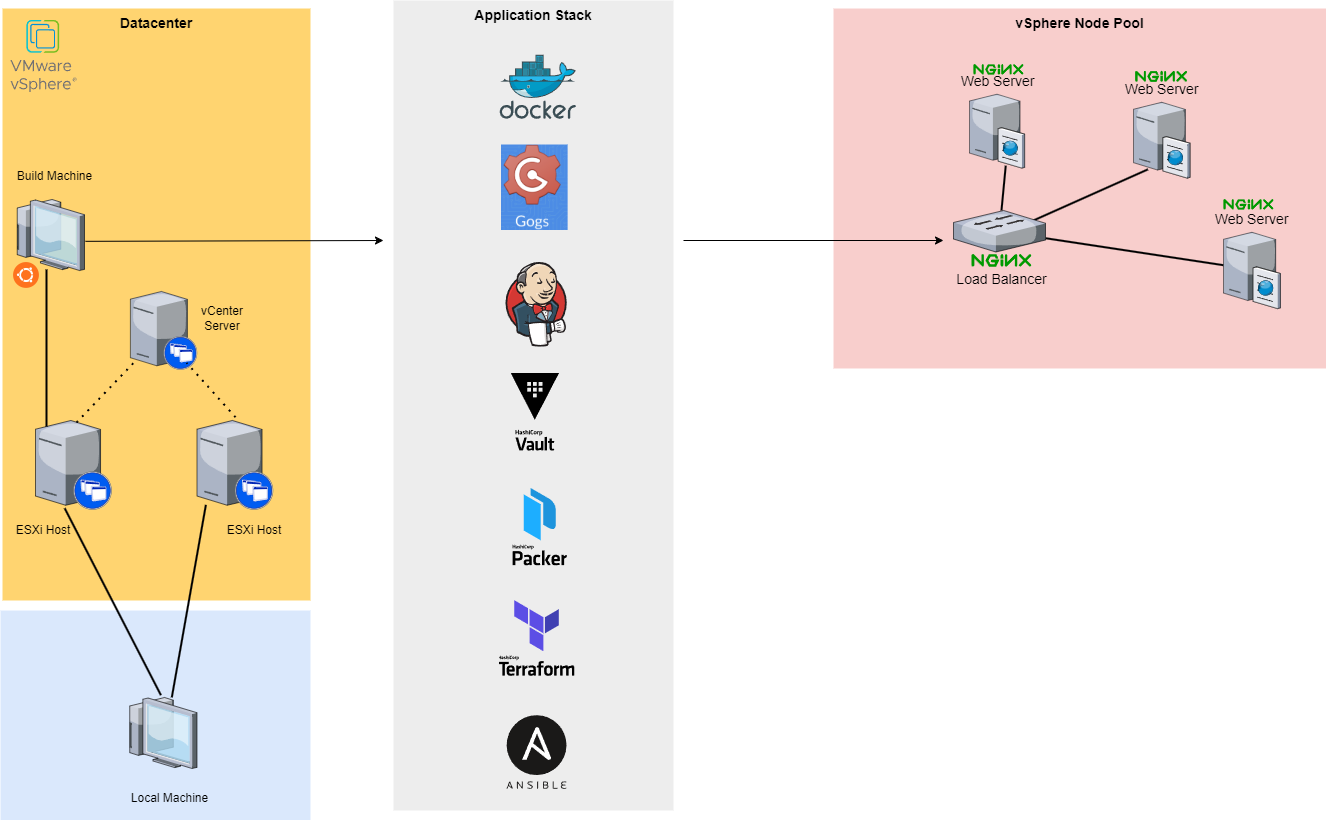 Datacenter
VMware
vSphere®
Build Machine
vCenter
Server
ESXi Host
ESXi Host
Local Machine
Application Stack
docker
Gogs
HashiCorp
Vault
HashiCorp
Packer
HashiCorp
Terraform
ANSIBLE
vSphere Node Pool
NGINX
Web Server
NGINX
Web Server
NGINX
Web Server
NGINX
Load Balancer